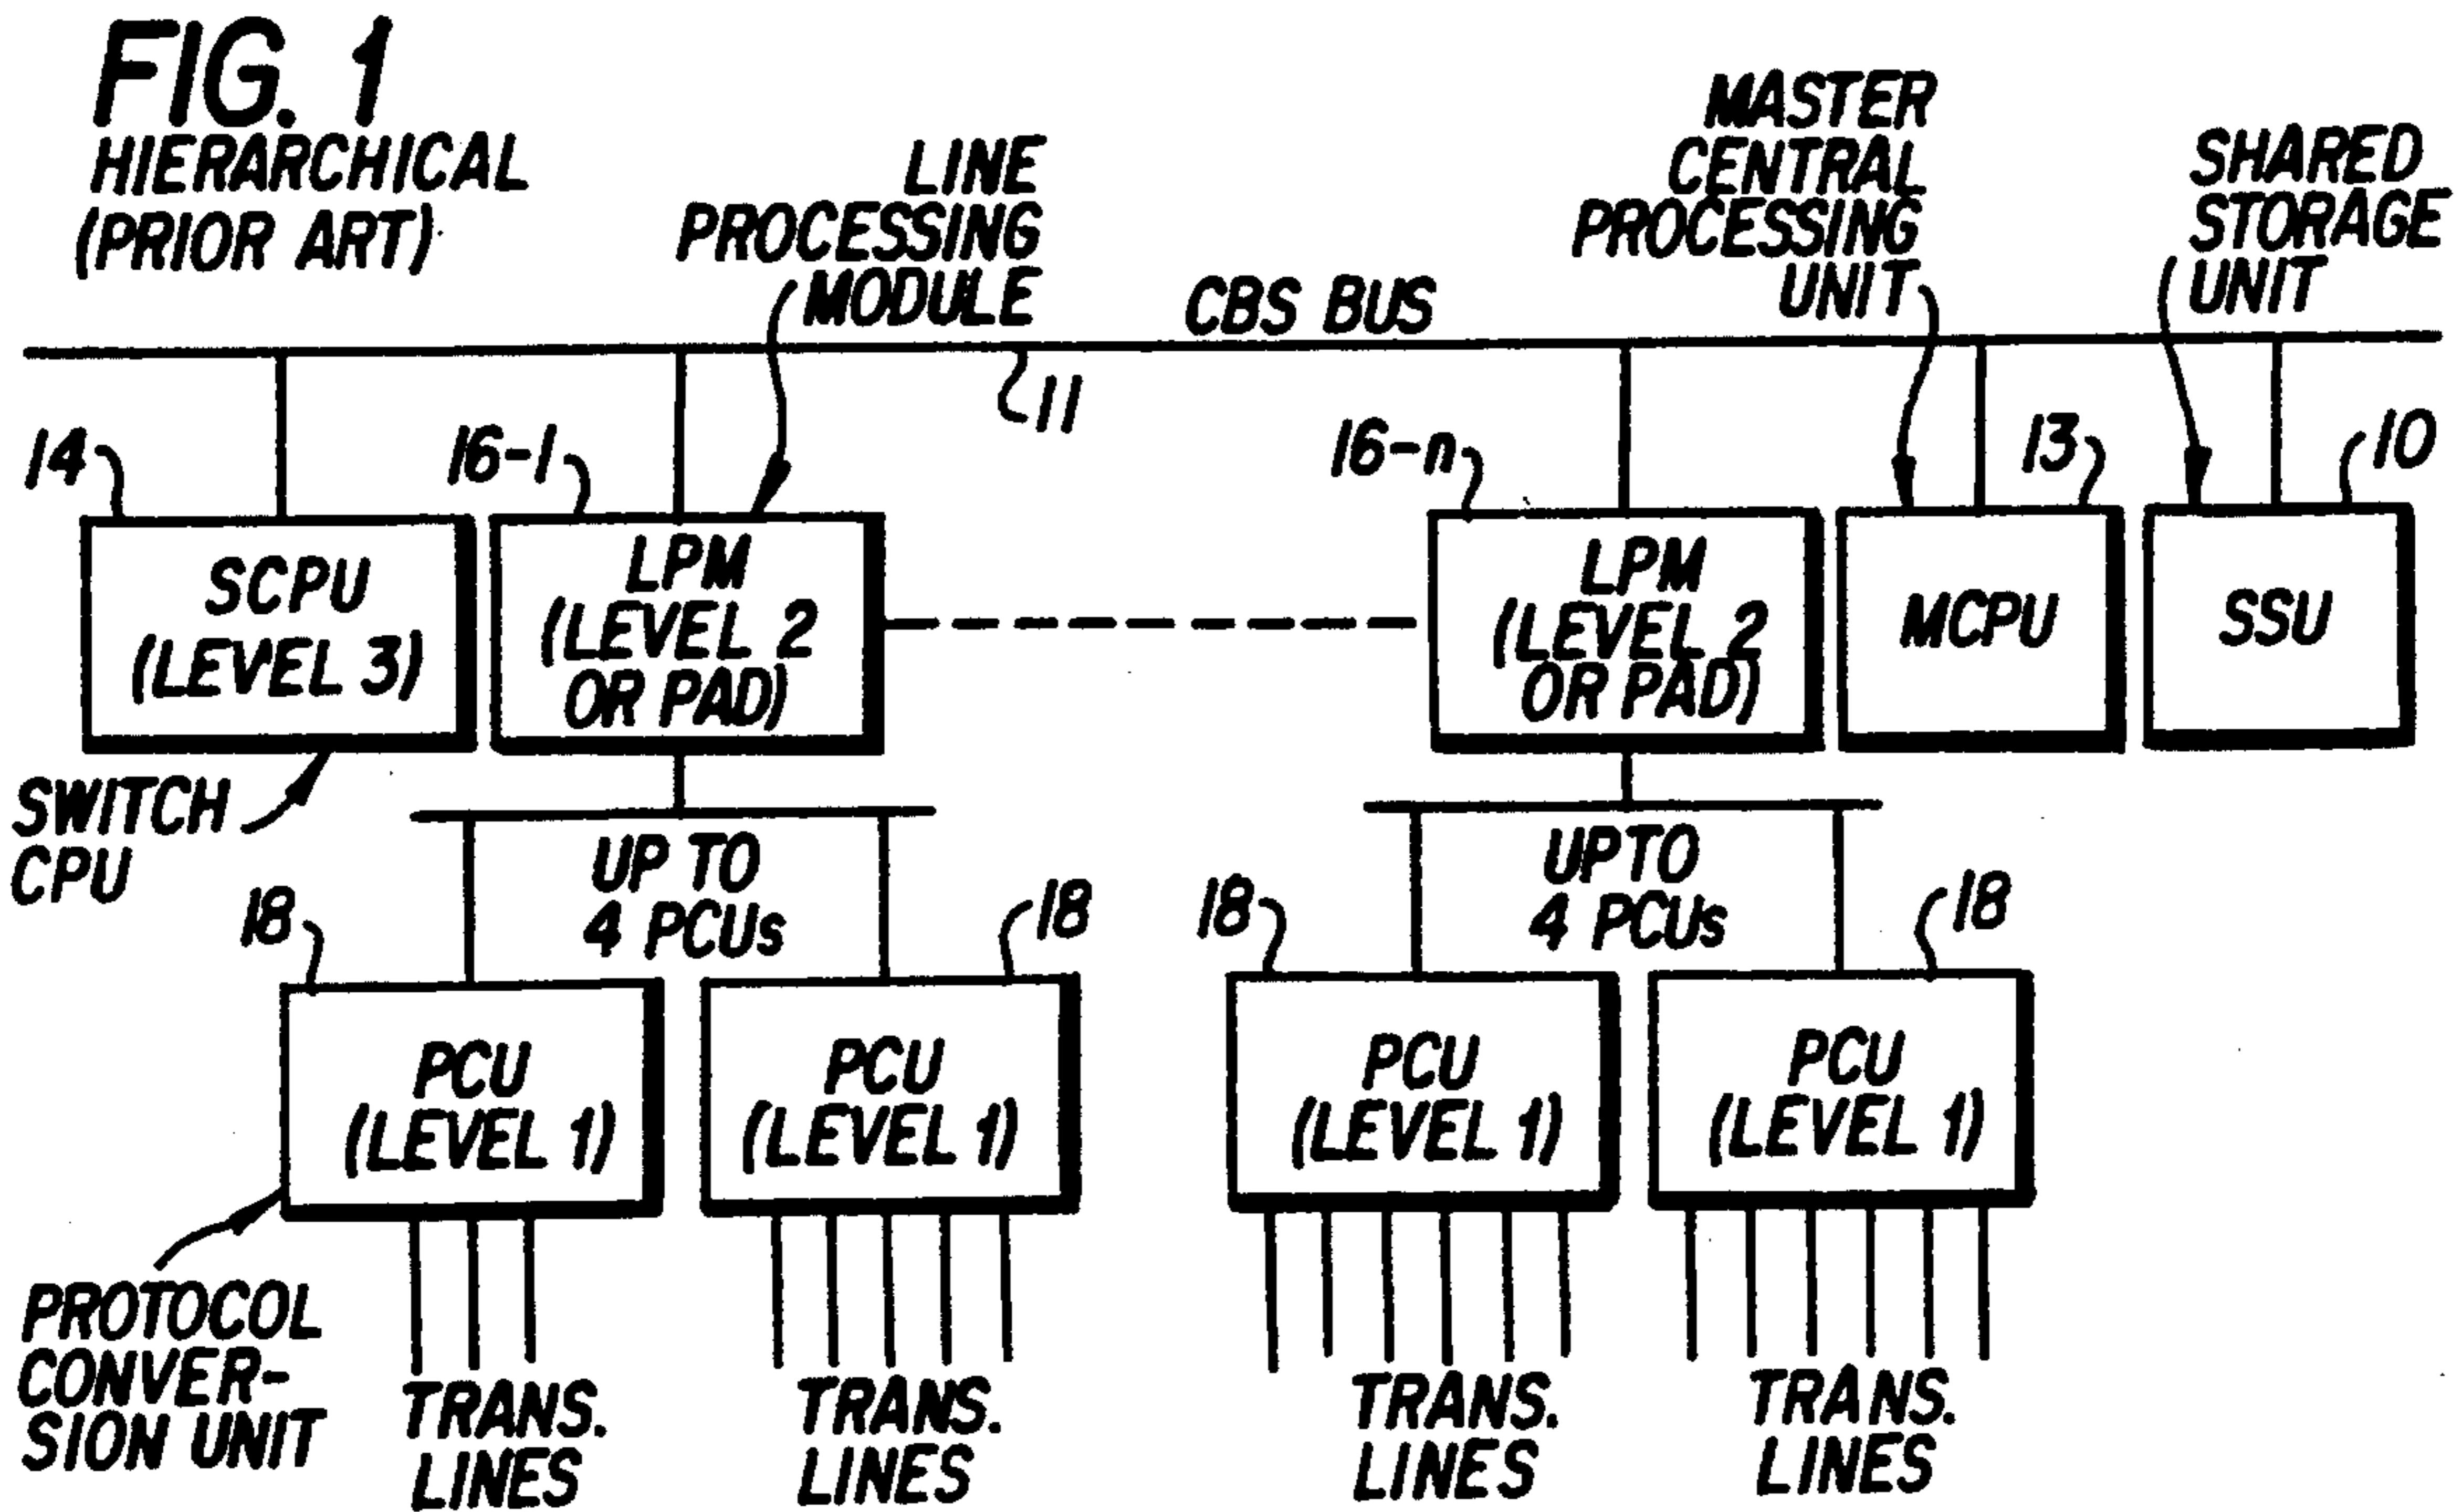 FIG. 1
HIERARCHICAL
(PRIOR ART)
LINE
PROCESSING
MODULE
CBS BUS
MASTER
CENTRAL
PROCESSING
UNIT
SHARED
STORAGE
UNIT
11
14
16-1
16-n
13
10
SCPU
(LEVEL 3)
LPM
(LEVEL 2
OR PAD)
LPM
(LEVEL 2
OR PAD)
MCPU
SSU
SWITCH
CPU
UP TO
4 PCUs
UP TO
4 PCUs
18
18
18
18
PCU
(LEVEL 1)
PCU
(LEVEL 1)
PCU
(LEVEL 1)
PCU
(LEVEL 1)
PROTOCOL
CONVER-
SION UNIT
TRANS.
LINES
TRANS.
LINES
TRANS.
LINES
TRANS.
LINES